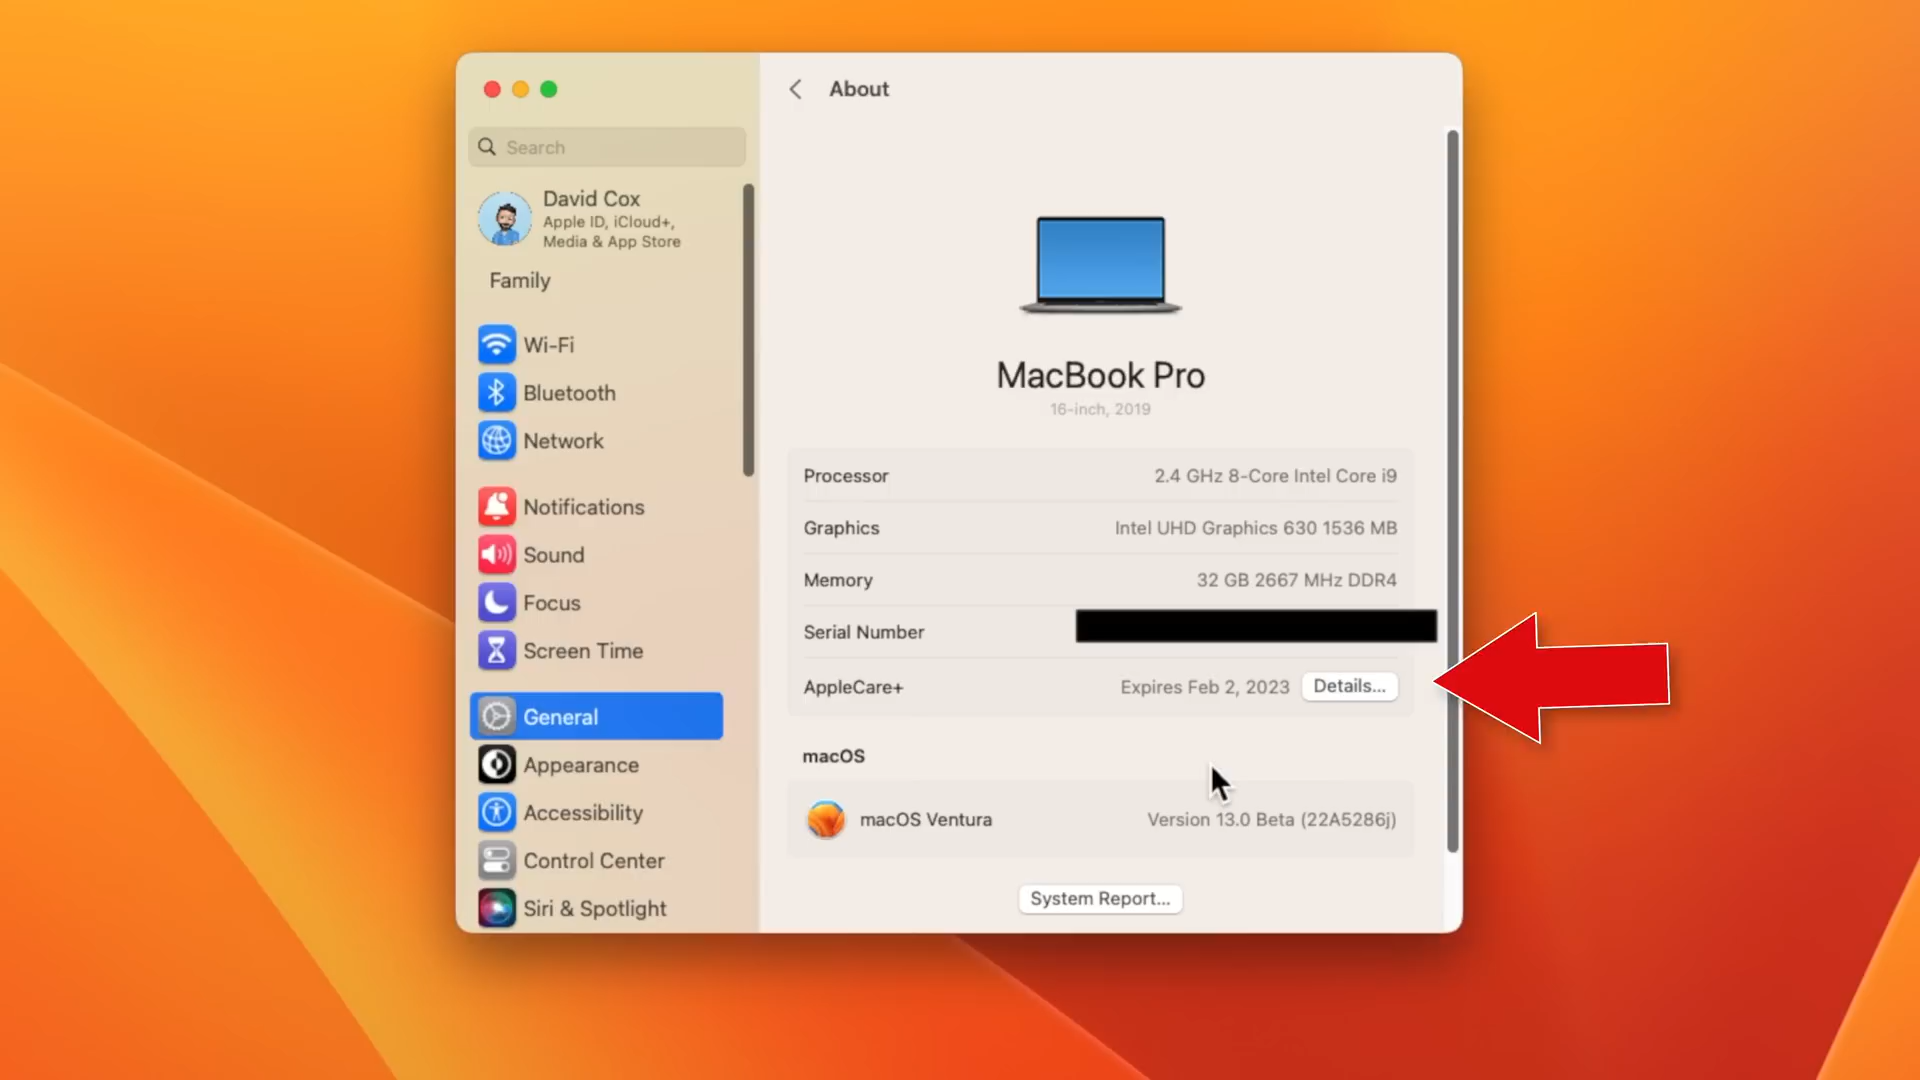 About
Search
David Cox
Apple ID, iCloud+,
Media & App Store
Family
Wi-Fi
Bluetooth
Network
Notifications
Sound
Focus
Screen Time
General
Appearance
Accessibility
Control Center
Siri & Spotlight
MacBook Pro
16-inch, 2019
Processor 2.4 GHz 8-Core Intel Core i9
Graphics Intel UHD Graphics 630 1536 MB
Memory 32 GB 2667 MHz DDR4
Serial Number
AppleCare+ Expires Feb 2, 2023 Details...
macOS
macOS Ventura Version 13.0 Beta (22A5286j)
System Report...